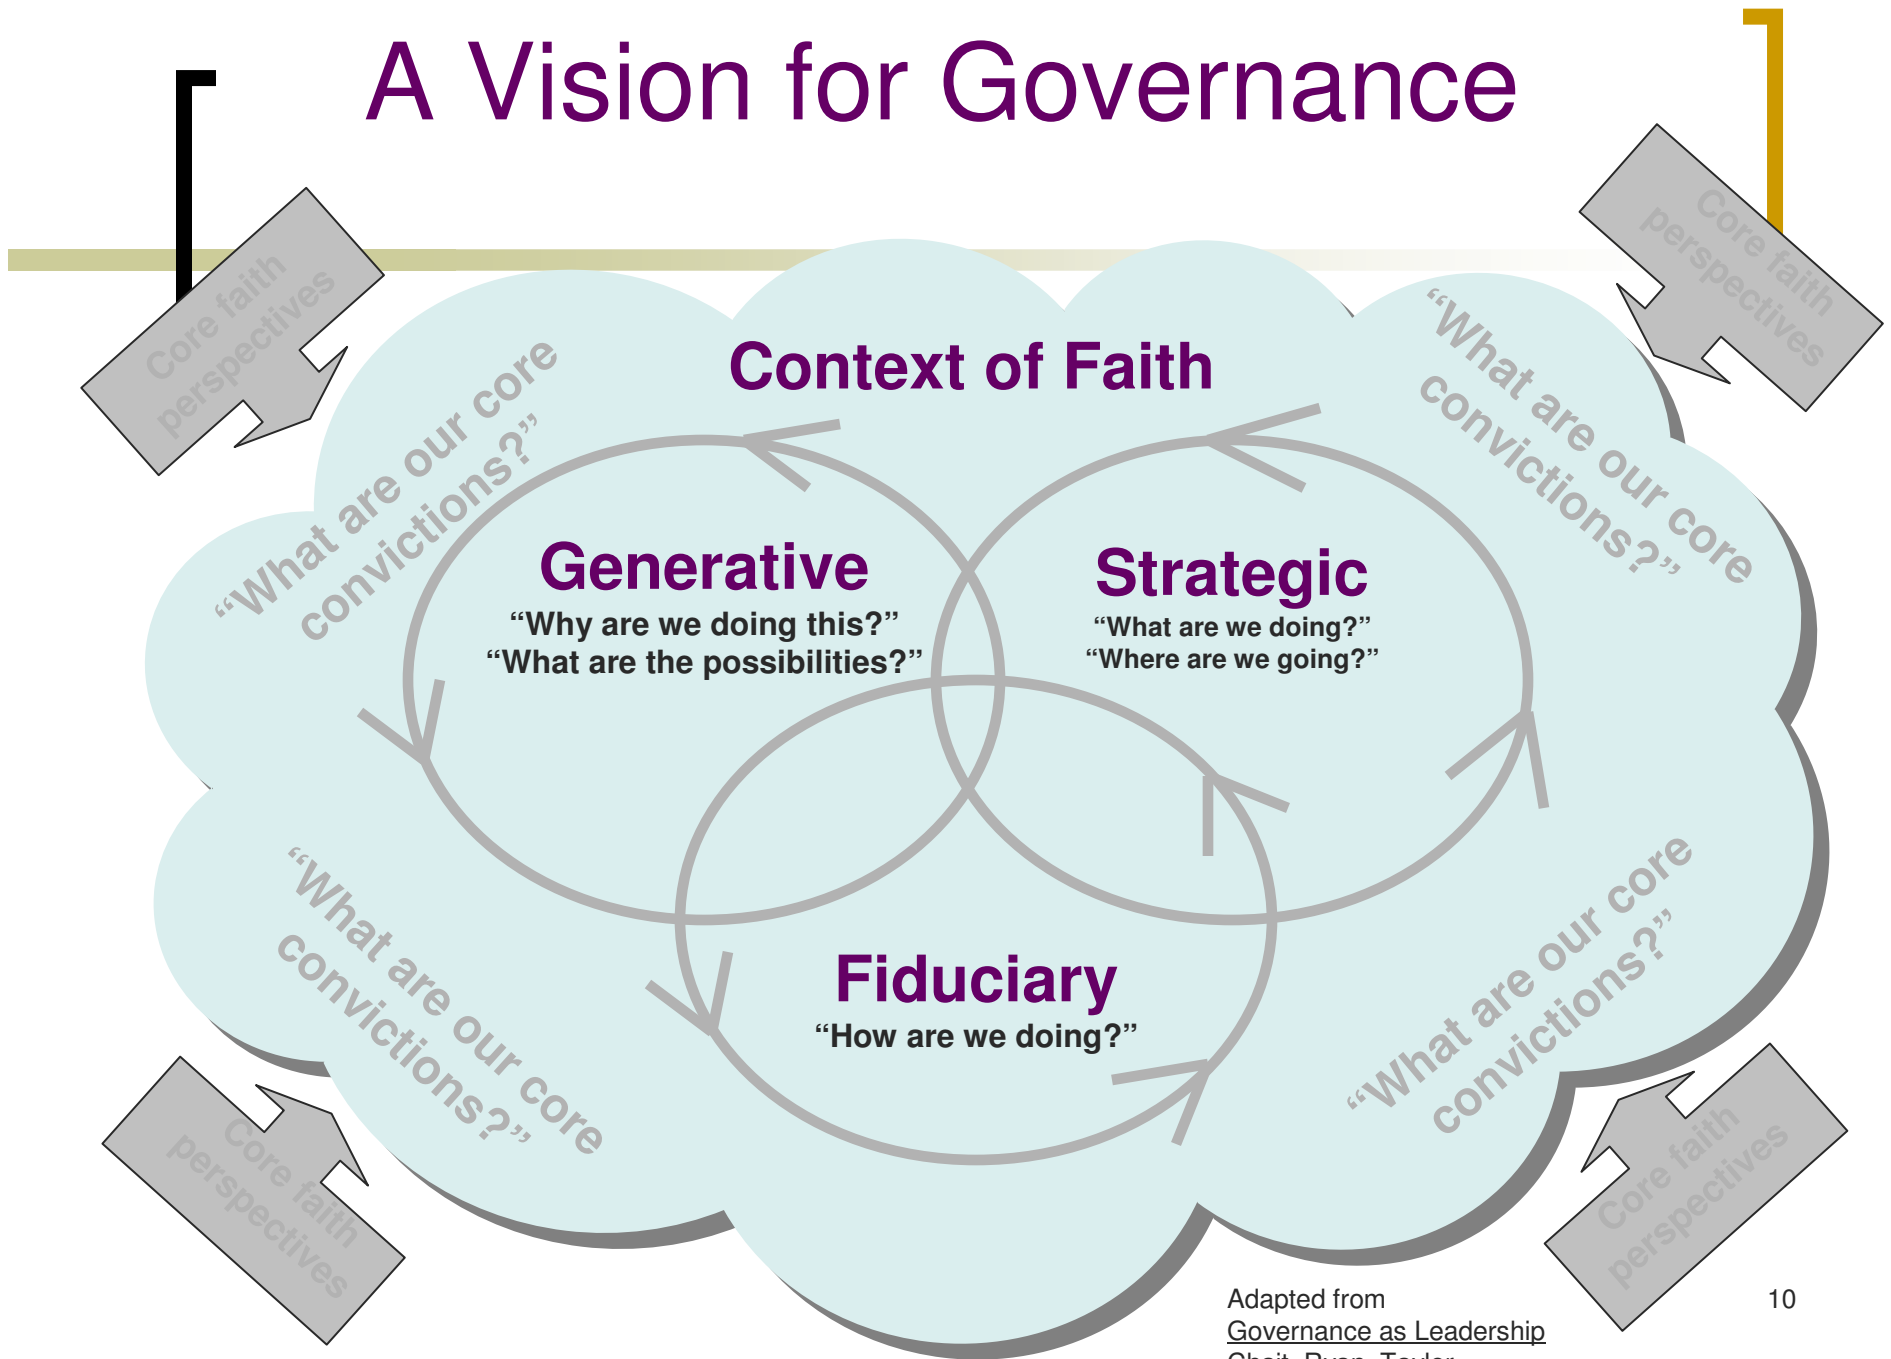 A Vision for Governance
Core faith
perspectives
Core faith
perspectives
Context of Faith
“What are our core
convictions?”
“What are our core
convictions?”
Generative
“Why are we doing this?”
“What are the possibilities?”
Strategic
“What are we doing?”
“Where are we going?”
Fiduciary
“How are we doing?”
“What are our core
convictions?”
“What are our core
convictions?”
Core faith
perspectives
Core faith
perspectives
Adapted from
Governance as Leadership
Chait, Ryan, Taylor
10